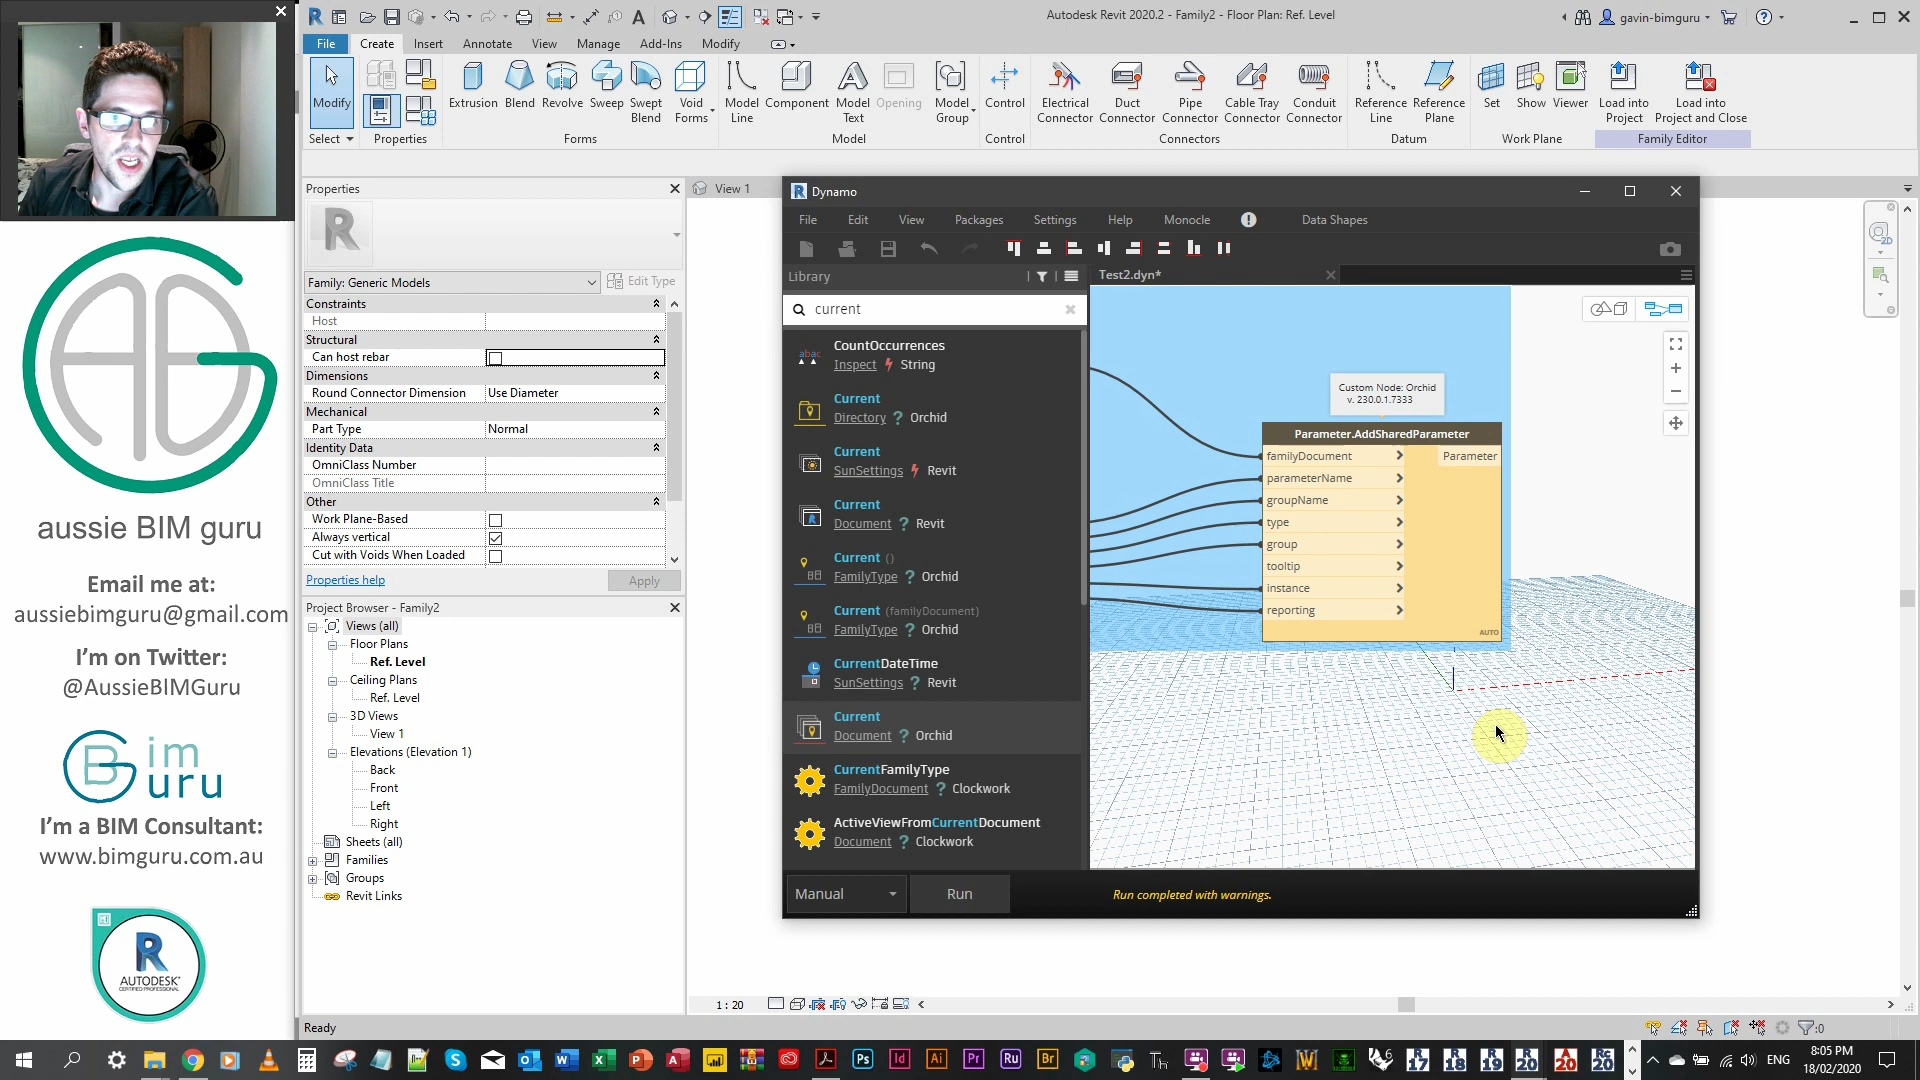 Autodesk Revit 2020.2 - Family2 - Floor Plan: Ref. Level
gavin-bimguru
File
Create
Insert
Annotate
View
Manage
Add-Ins
Modify
Modify
Extrusion
Blend
Revolve
Sweep
Swept
Blend
Void
Forms
Model
Line
Component
Model
Text
Opening
Model
Group
Control
Electrical
Connector
Duct
Connector
Pipe
Connector
Cable Tray
Connector
Conduit
Connector
Reference
Line
Reference
Plane
Set
Show
Viewer
Load into
Project
Load into
Project and Close
Select
Properties
Forms
Model
Control
Connectors
Datum
Work Plane
Family Editor
Properties
Family: Generic Models
Edit Type
Constraints
Host
Structural
Can host rebar
Dimensions
Round Connector Dimension
Use Diameter
Mechanical
Part Type
Normal
Identity Data
OmniClass Number
OmniClass Title
Other
Work Plane-Based
Always vertical
Cut with Voids When Loaded
Properties help
Apply
Project Browser - Family2
Views (all)
Floor Plans
Ref. Level
Ceiling Plans
Ref. Level
3D Views
View 1
Elevations (Elevation 1)
Back
Front
Left
Right
Sheets (all)
Families
Groups
Revit Links
View 1
Dynamo
File
Edit
View
Packages
Settings
Help
Monocle
Data Shapes
Library
Test2.dyn*
current
CountOccurrences
Inspect String
Current
Directory ? Orchid
Current
SunSettings Revit
Current
Document ? Revit
Current ()
FamilyType ? Orchid
Current (familyDocument)
FamilyType ? Orchid
CurrentDateTime
SunSettings ? Revit
Current
Document ? Orchid
CurrentFamilyType
FamilyDocument ? Clockwork
ActiveViewFromCurrentDocument
Document ? Clockwork
Custom Node: Orchid
v. 230.0.1.7333
Parameter.AddSharedParameter
familyDocument
Parameter
parameterName
groupName
type
group
tooltip
instance
reporting
AUTO
Manual
Run
Run completed with warnings.
1 : 20
Ready
:0
aussie BIM guru
Email me at:
aussiebimguru@gmail.com
I'm on Twitter:
@AussieBIMGuru
BG im
uru
I'm a BIM Consultant:
www.bimguru.com.au
R
AUTODESK
CERTIFIED PROFESSIONAL
ENG
8:05 PM
18/02/2020